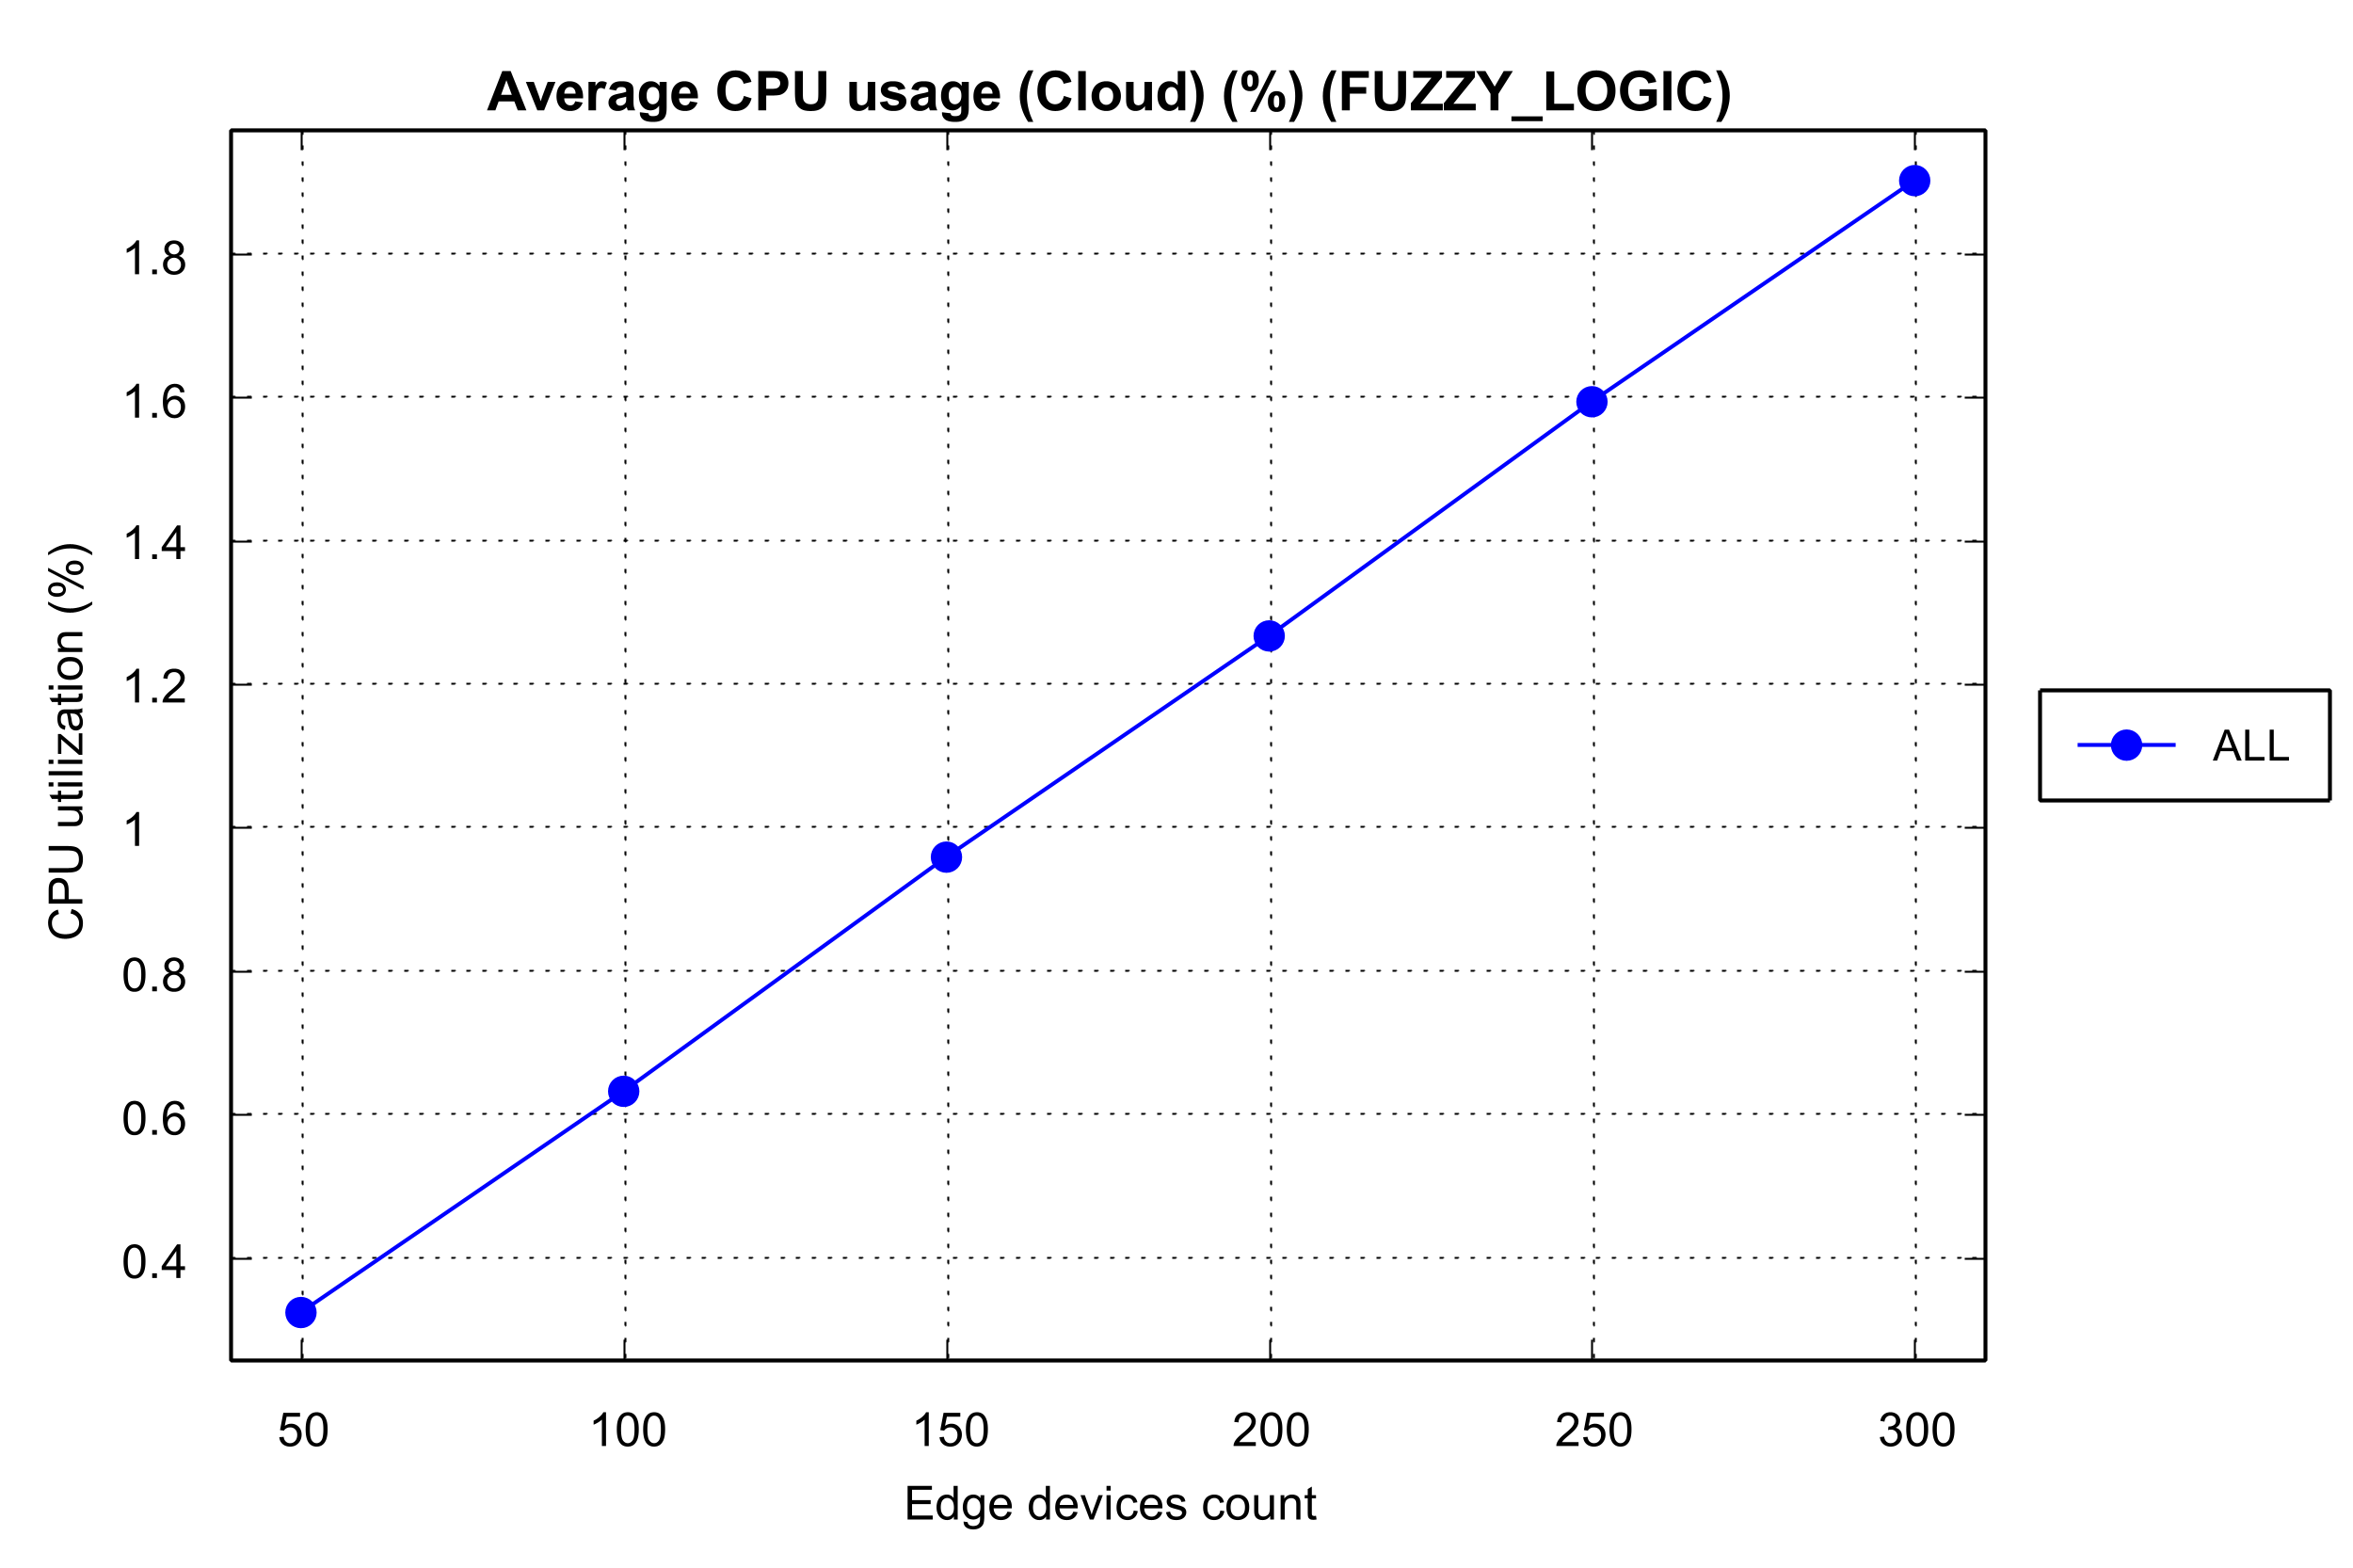 Average CPU usage (Cloud) (%) (FUZZY_LOGIC)
1.8
1.6
1.4
1.2
1
0.8
0.6
0.4
CPU utilization (%)
ALL
50 100 150 200 250 300
Edge devices count